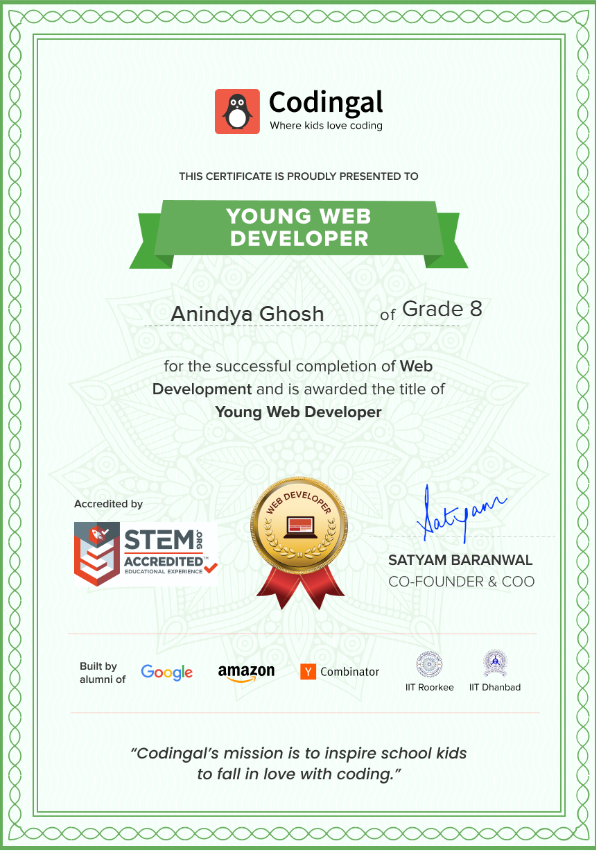 Codingal
Where kids love coding
THIS CERTIFICATE IS PROUDLY PRESENTED TO
YOUNG WEB
DEVELOPER
Anindya Ghosh of Grade 8
for the successful completion of Web
Development and is awarded the title of
Young Web Developer
Accredited by
STEM.ORG
ACCREDITED™
EDUCATIONAL EXPERIENCE
WEB DEVELOPER
Satyam
SATYAM BARANWAL
CO-FOUNDER & COO
Built by
alumni of
Google
amazon
Y Combinator
IIT Roorkee
IIT Dhanbad
“Codingal’s mission is to inspire school kids
to fall in love with coding.”